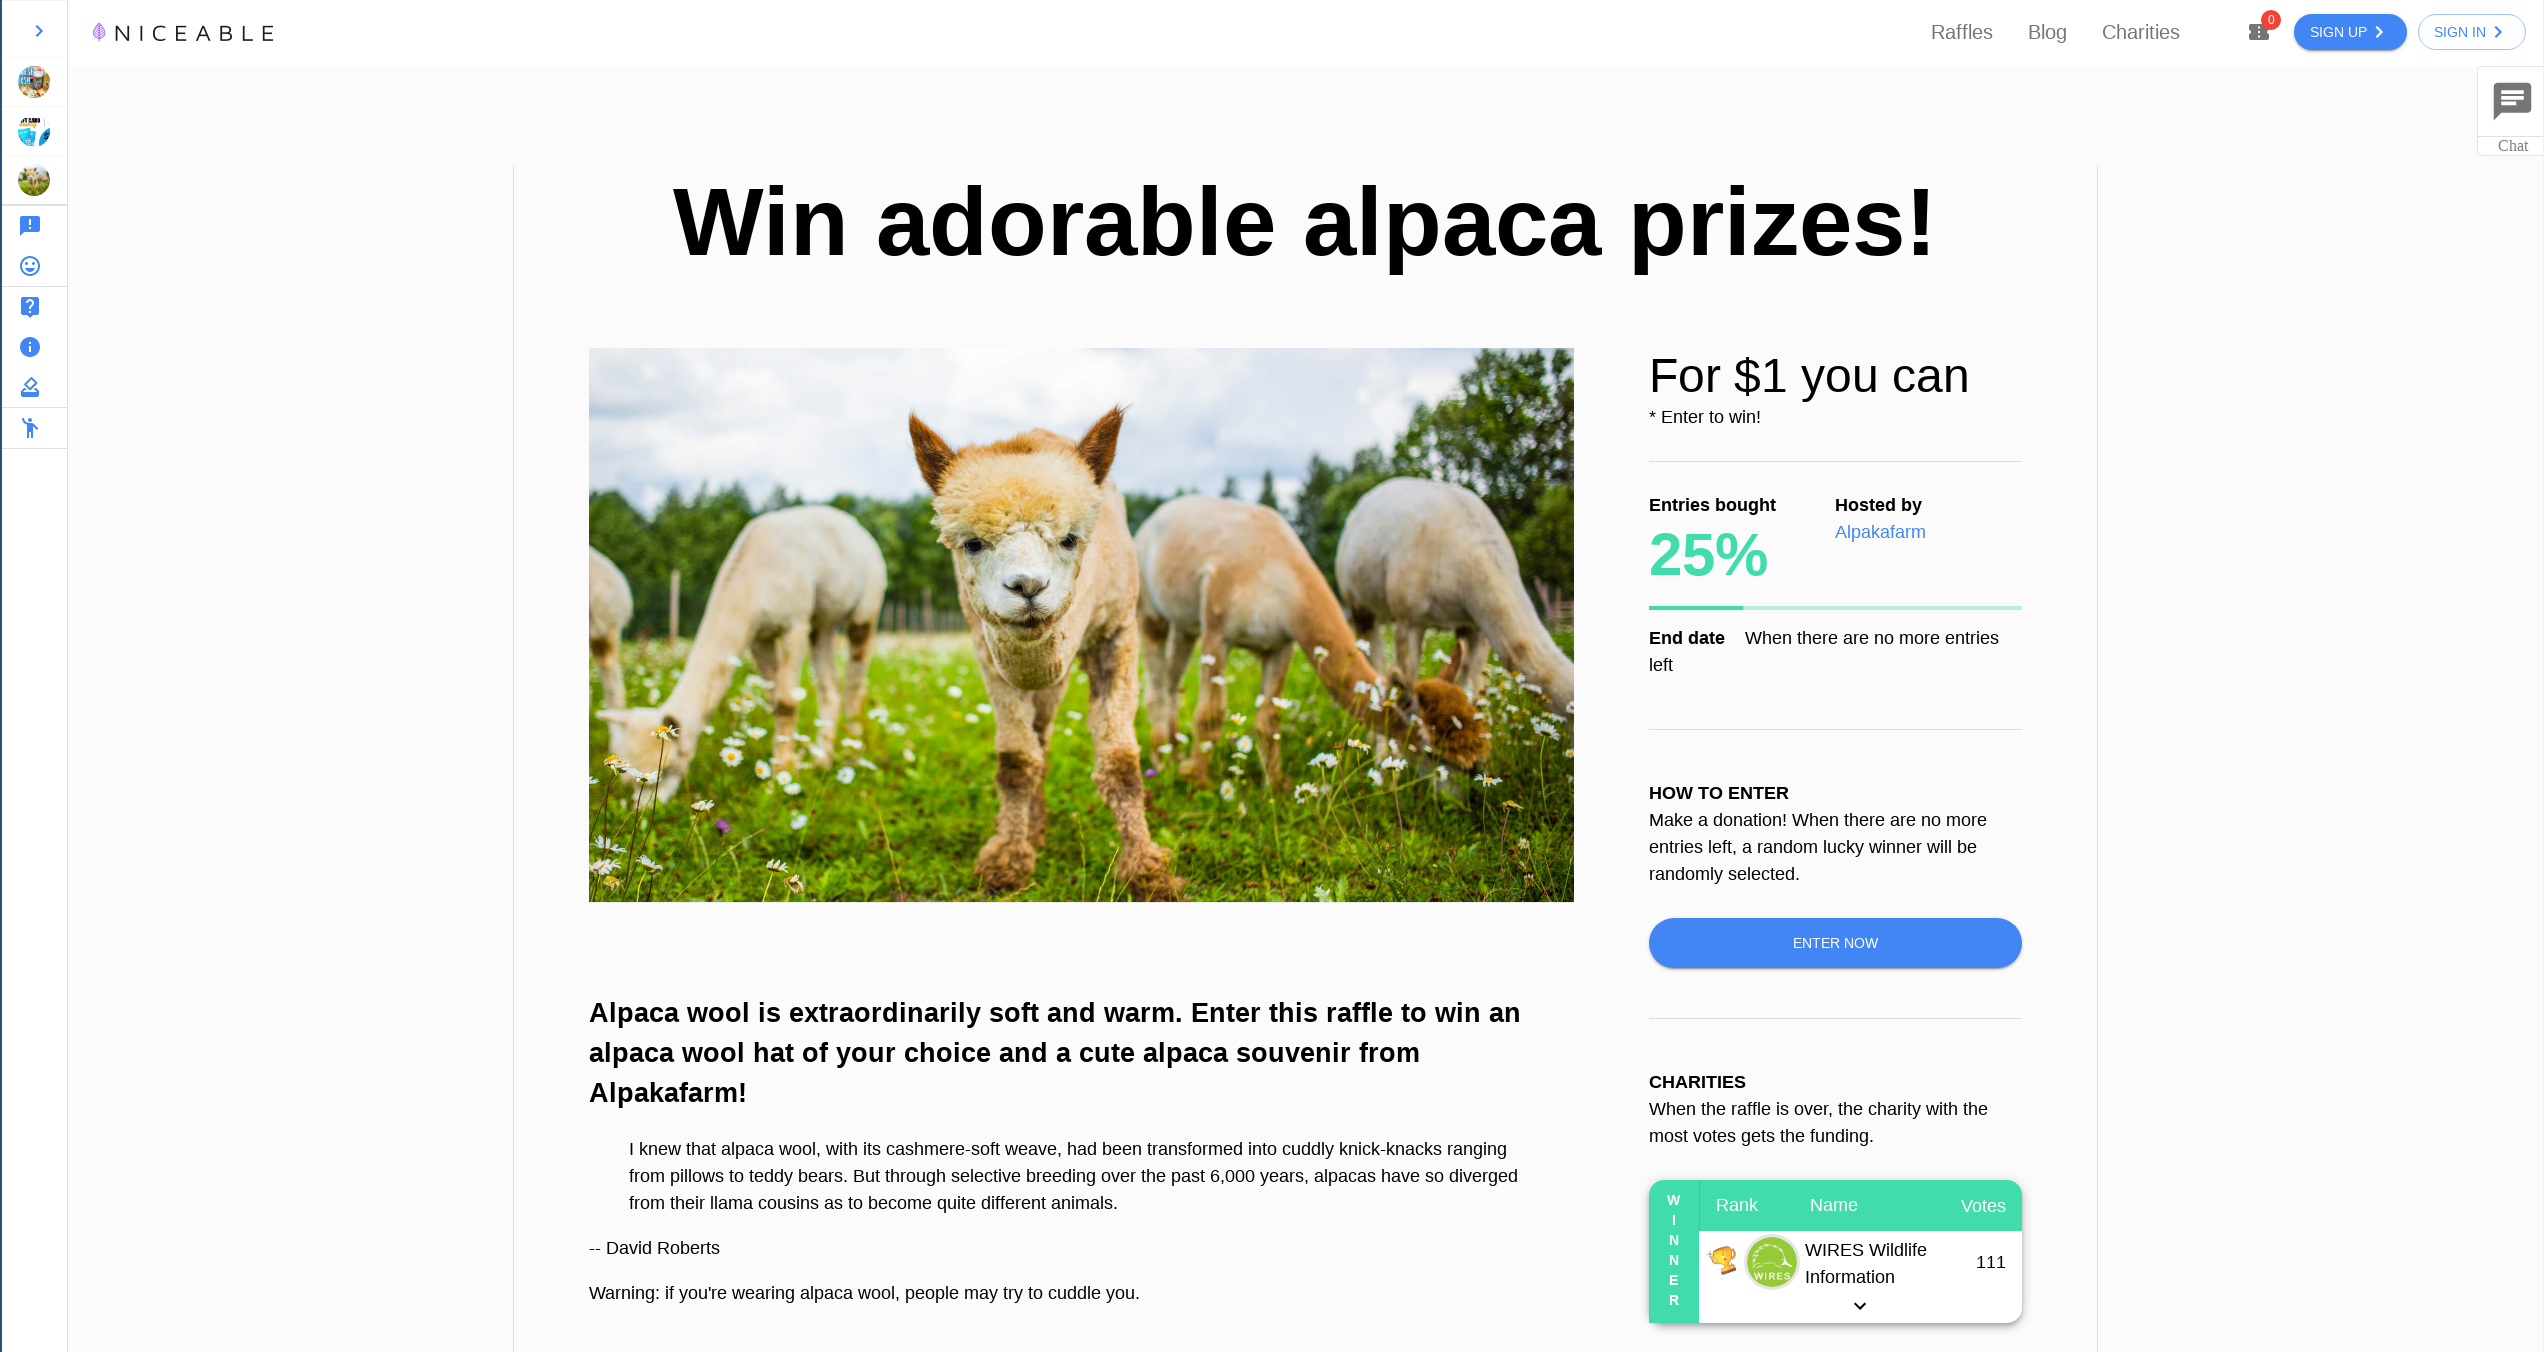 NICEABLE
Raffles Blog Charities
0
SIGN UP
SIGN IN
Chat
Win adorable alpaca prizes!
For $1 you can
* Enter to win!
Entries bought
25%
Hosted by
Alpakafarm
End date When there are no more entries
left
HOW TO ENTER
Make a donation! When there are no more
entries left, a random lucky winner will be
randomly selected.
ENTER NOW
Alpaca wool is extraordinarily soft and warm. Enter this raffle to win an
alpaca wool hat of your choice and a cute alpaca souvenir from
Alpakafarm!
I knew that alpaca wool, with its cashmere-soft weave, had been transformed into cuddly knick-knacks ranging
from pillows to teddy bears. But through selective breeding over the past 6,000 years, alpacas have so diverged
from their llama cousins as to become quite different animals.
-- David Roberts
Warning: if you're wearing alpaca wool, people may try to cuddle you.
CHARITIES
When the raffle is over, the charity with the
most votes gets the funding.
WINNER
Rank Name Votes
WIRES
WIRES Wildlife
Information
111